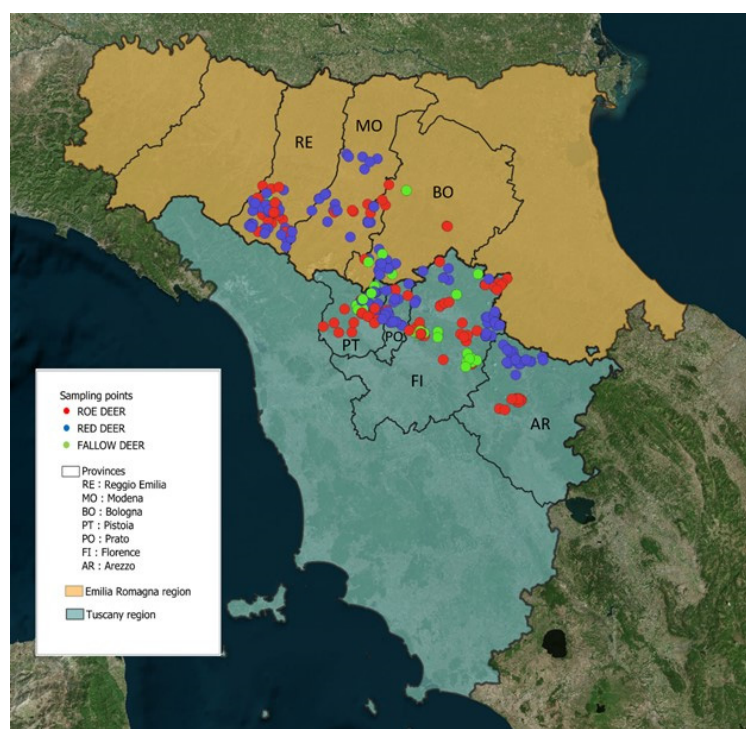 MO
RE
BO
PT
PO
FI
AR
Sampling points
ROE DEER
RED DEER
FALLOW DEER
Provinces
RE : Reggio Emilia
MO : Modena
BO : Bologna
PT : Pistoia
PO : Prato
FI : Florence
AR : Arezzo
Emilia Romagna region
Tuscany region